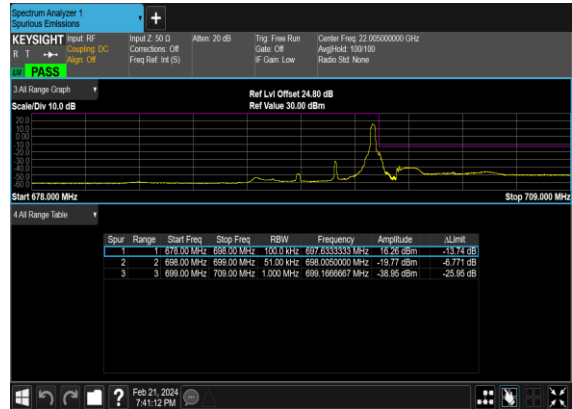 Spectrum Analyzer 1
Spurious Emissions
KEYSIGHT
R T
LW PASS
Input: RF
Coupling: DC
Align: Off
Input Z: 50 Ω
Corrections: Off
Freq Ref: Int (S)
Atten: 20 dB
Trig: Free Run
Gate: Off
IF Gain: Low
Center Freq: 22.005000000 GHz
Avg|Hold: 100/100
Radio Std: None
3 All Range Graph
Ref Lvl Offset 24.80 dB
Scale/Div 10.0 dB
Ref Value 30.00 dBm
20.0
10.0
0.00
-10.0
-20.0
-30.0
-40.0
-50.0
-60.0
Start 678.000 MHz
Stop 709.000 MHz
4 All Range Table
Spur Range Start Freq Stop Freq RBW Frequency Amplitude ΔLimit
1 1 678.00 MHz 698.00 MHz 100.0 kHz 697.6333333 MHz 16.26 dBm -13.74 dB
2 2 698.00 MHz 699.00 MHz 51.00 kHz 698.0050000 MHz -19.77 dBm -6.771 dB
3 3 699.00 MHz 709.00 MHz 1.000 MHz 699.1666667 MHz -38.95 dBm -25.95 dB
?
Feb 21, 2024
7:41:12 PM